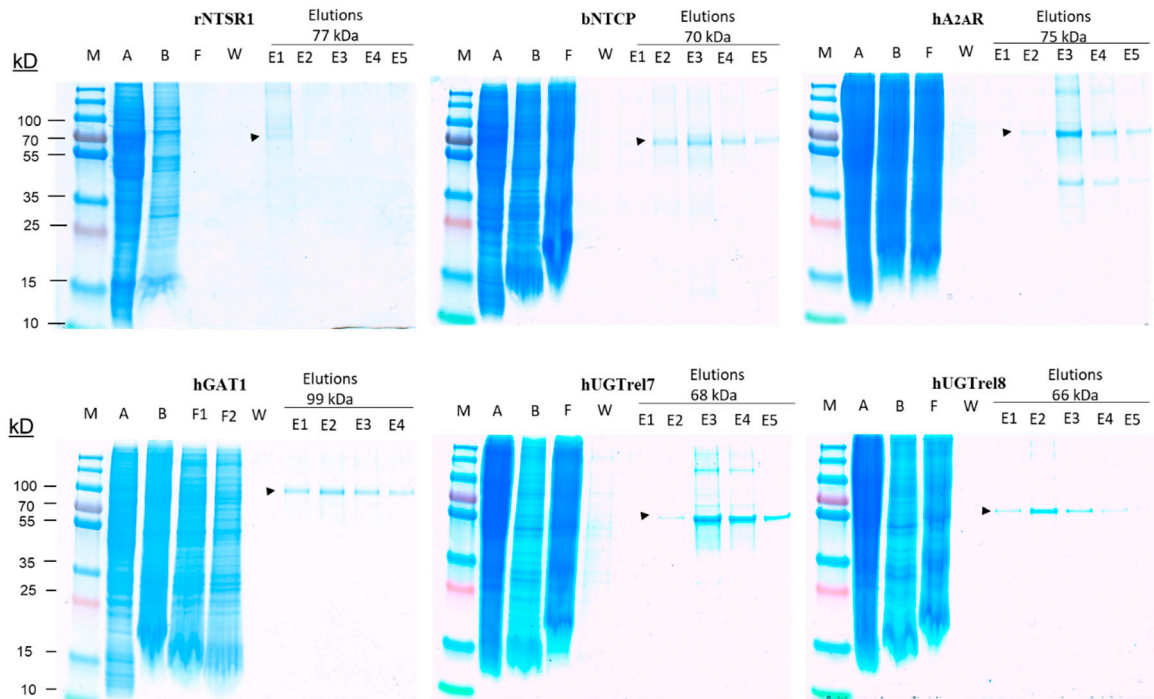 rNTSR1
Elutions
77 kDa
kD
M A B F W E1 E2 E3 E4 E5
100
70
55
35
25
15
10
bNTCP
Elutions
70 kDa
M A B F W E1 E2 E3 E4 E5
hA2AR
Elutions
75 kDa
M A B F W E1 E2 E3 E4 E5
hGAT1
Elutions
99 kDa
kD
M A B F1 F2 W E1 E2 E3 E4
100
70
55
35
25
15
10
hUGTrel7
Elutions
68 kDa
M A B F W E1 E2 E3 E4 E5
hUGTrel8
Elutions
66 kDa
M A B F W E1 E2 E3 E4 E5